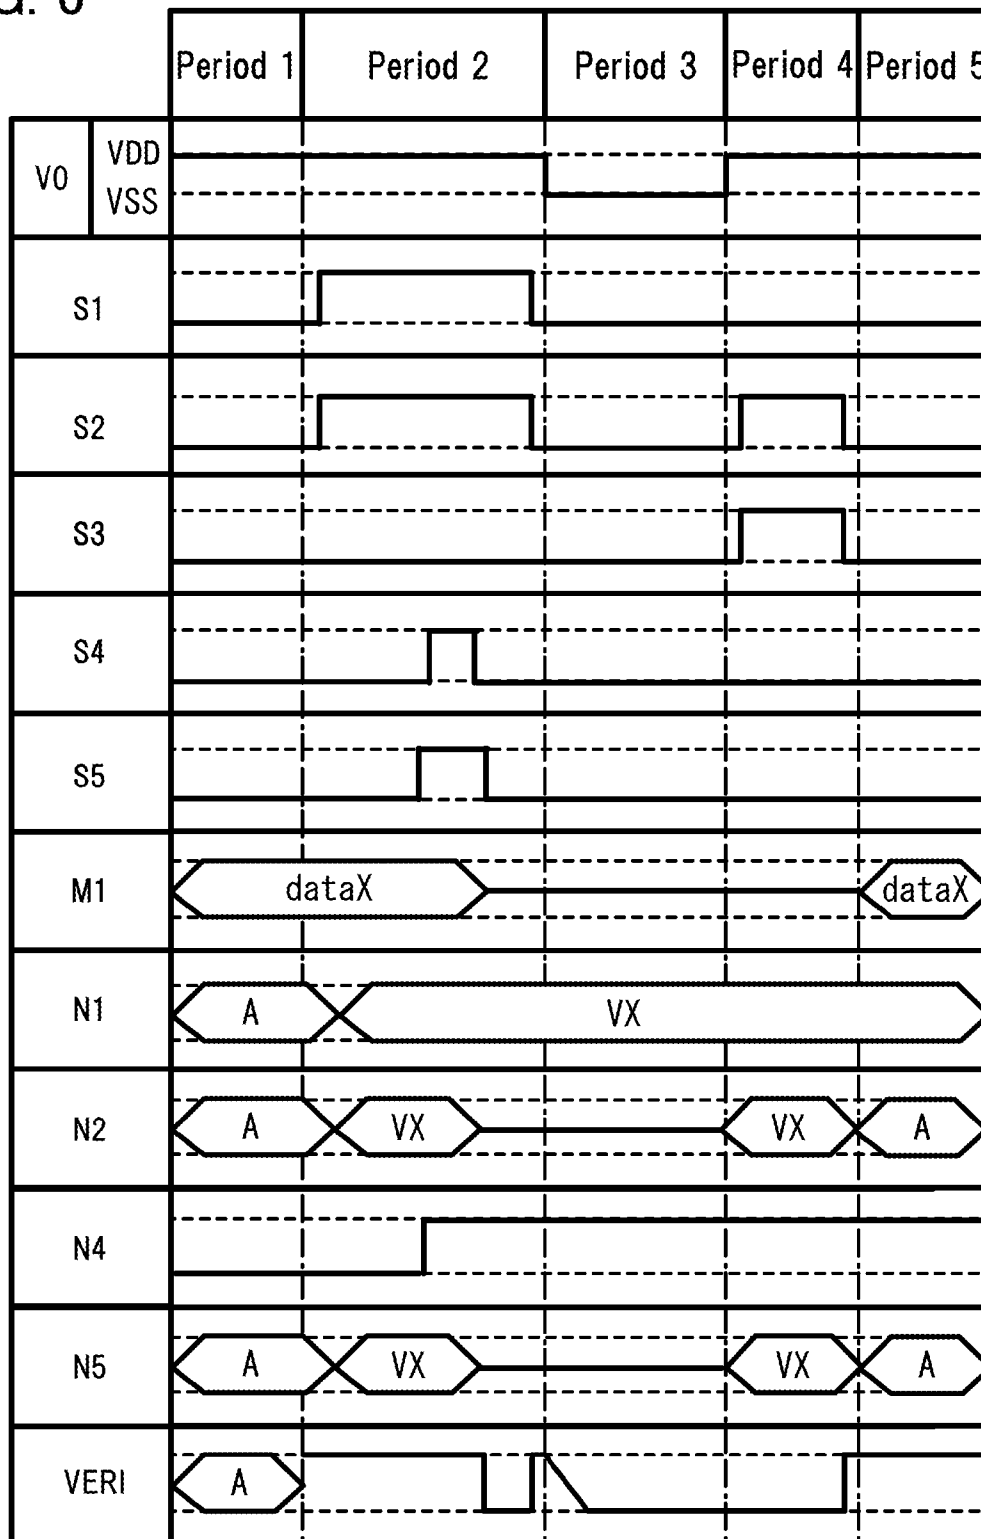 Period 1 Period 2 Period 3 Period 4 Period 5
V0 VDD
VSS
S1
S2
S3
S4
S5
M1 dataX dataX
N1 A VX
N2 A VX VX A
N4
N5 A VX VX A
VERI A